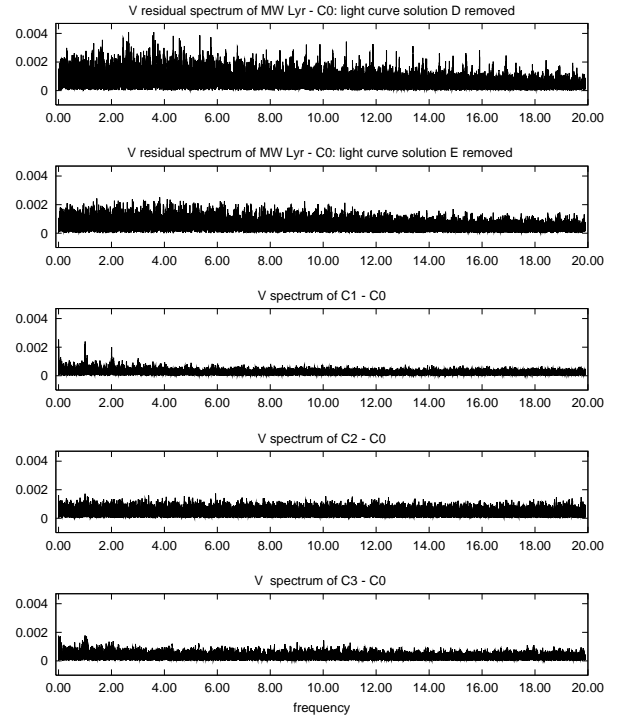 V residual spectrum of MW Lyr - C0: light curve solution D removed
0.004
0.002
0
0.00 2.00 4.00 6.00 8.00 10.00 12.00 14.00 16.00 18.00 20.00
V residual spectrum of MW Lyr - C0: light curve solution E removed
0.004
0.002
0
0.00 2.00 4.00 6.00 8.00 10.00 12.00 14.00 16.00 18.00 20.00
V spectrum of C1 - C0
0.004
0.002
0
0.00 2.00 4.00 6.00 8.00 10.00 12.00 14.00 16.00 18.00 20.00
V spectrum of C2 - C0
0.004
0.002
0
0.00 2.00 4.00 6.00 8.00 10.00 12.00 14.00 16.00 18.00 20.00
V spectrum of C3 - C0
0.004
0.002
0
0.00 2.00 4.00 6.00 8.00 10.00 12.00 14.00 16.00 18.00 20.00
frequency